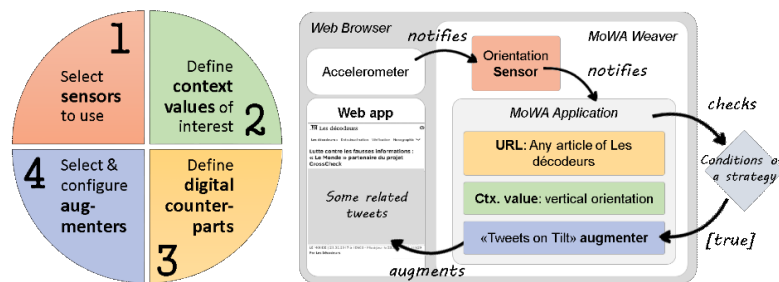 1
Select
sensors
to use
Define
context
values of
interest
2
4
Select &
configure
aug-
menters
Define
digital
counter-
parts
3
Web Browser
notifies
MoWA Weaver
Accelerometer
Orientation
Sensor
notifies
Web app
Les décodeurs
Lutte contre les fausses informations :
« Le Monde » partenaire du projet
CrossCheck
Some related
tweets
MoWA Application
URL: Any article of Les
décodeurs
Ctx. value: vertical orientation
«Tweets on Tilt» augmenter
checks
Conditions of
a strategy
[true]
augments